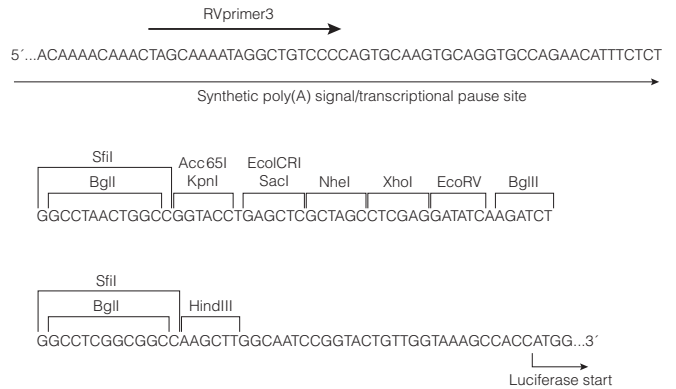 RVprimer3
5´...ACAAAACAAACTAGCAAAATAGGCTGTCCCCAGTGCAAGTGCAGGTGCCAGAACATTTCTCT
Synthetic poly(A) signal/transcriptional pause site
SfiI Acc65I EcoICRI
BglI KpnI SacI NheI XhoI EcoRV BglII
GGCCTAACTGGCCGGTACCTGAGCTCGCTAGCCTCGAGGATATCAAGATCT
SfiI
BglI HindIII
GGCCTCGGCGGCCAAGCTTGGCAATCCGGTACTGTTGGTAAAGCCACCATGG...3´
Luciferase start